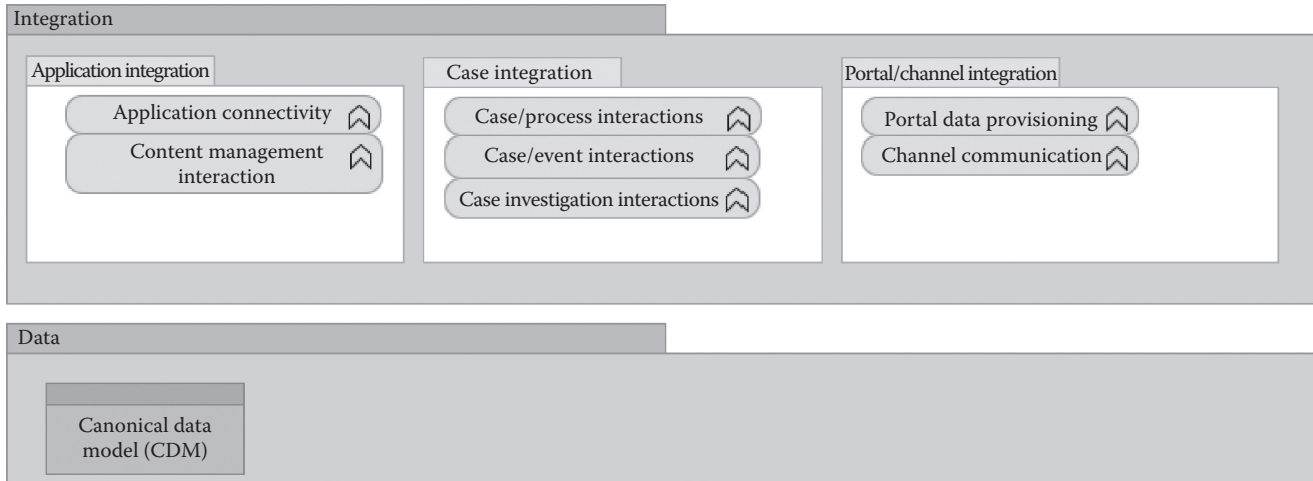 Integration
Application integration
Application connectivity
Content management
interaction
Case integration
Case/process interactions
Case/event interactions
Case investigation interactions
Portal/channel integration
Portal data provisioning
Channel communication
Data
Canonical data
model (CDM)